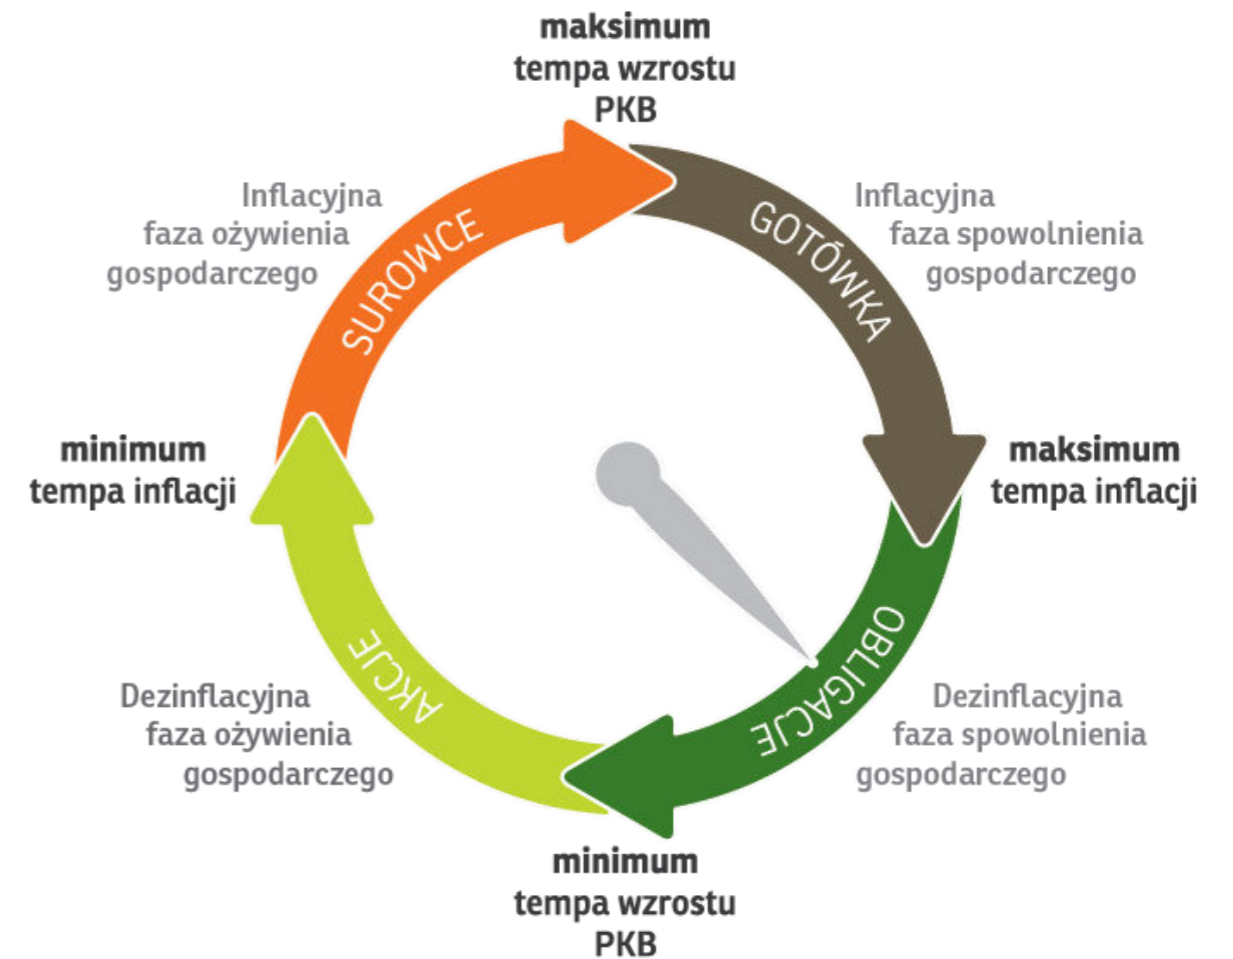 maksimum
tempa wzrostu
PKB
Inflacyjna
faza ożywienia
gospodarczego
SUROWCE
GOTÓWKA
Inflacyjna
faza spowolnienia
gospodarczego
minimum
tempa inflacji
maksimum
tempa inflacji
Dezinflacyjna
faza ożywienia
gospodarczego
AKCJE
OBLIGACJE
Dezinflacyjna
faza spowolnienia
gospodarczego
minimum
tempa wzrostu
PKB